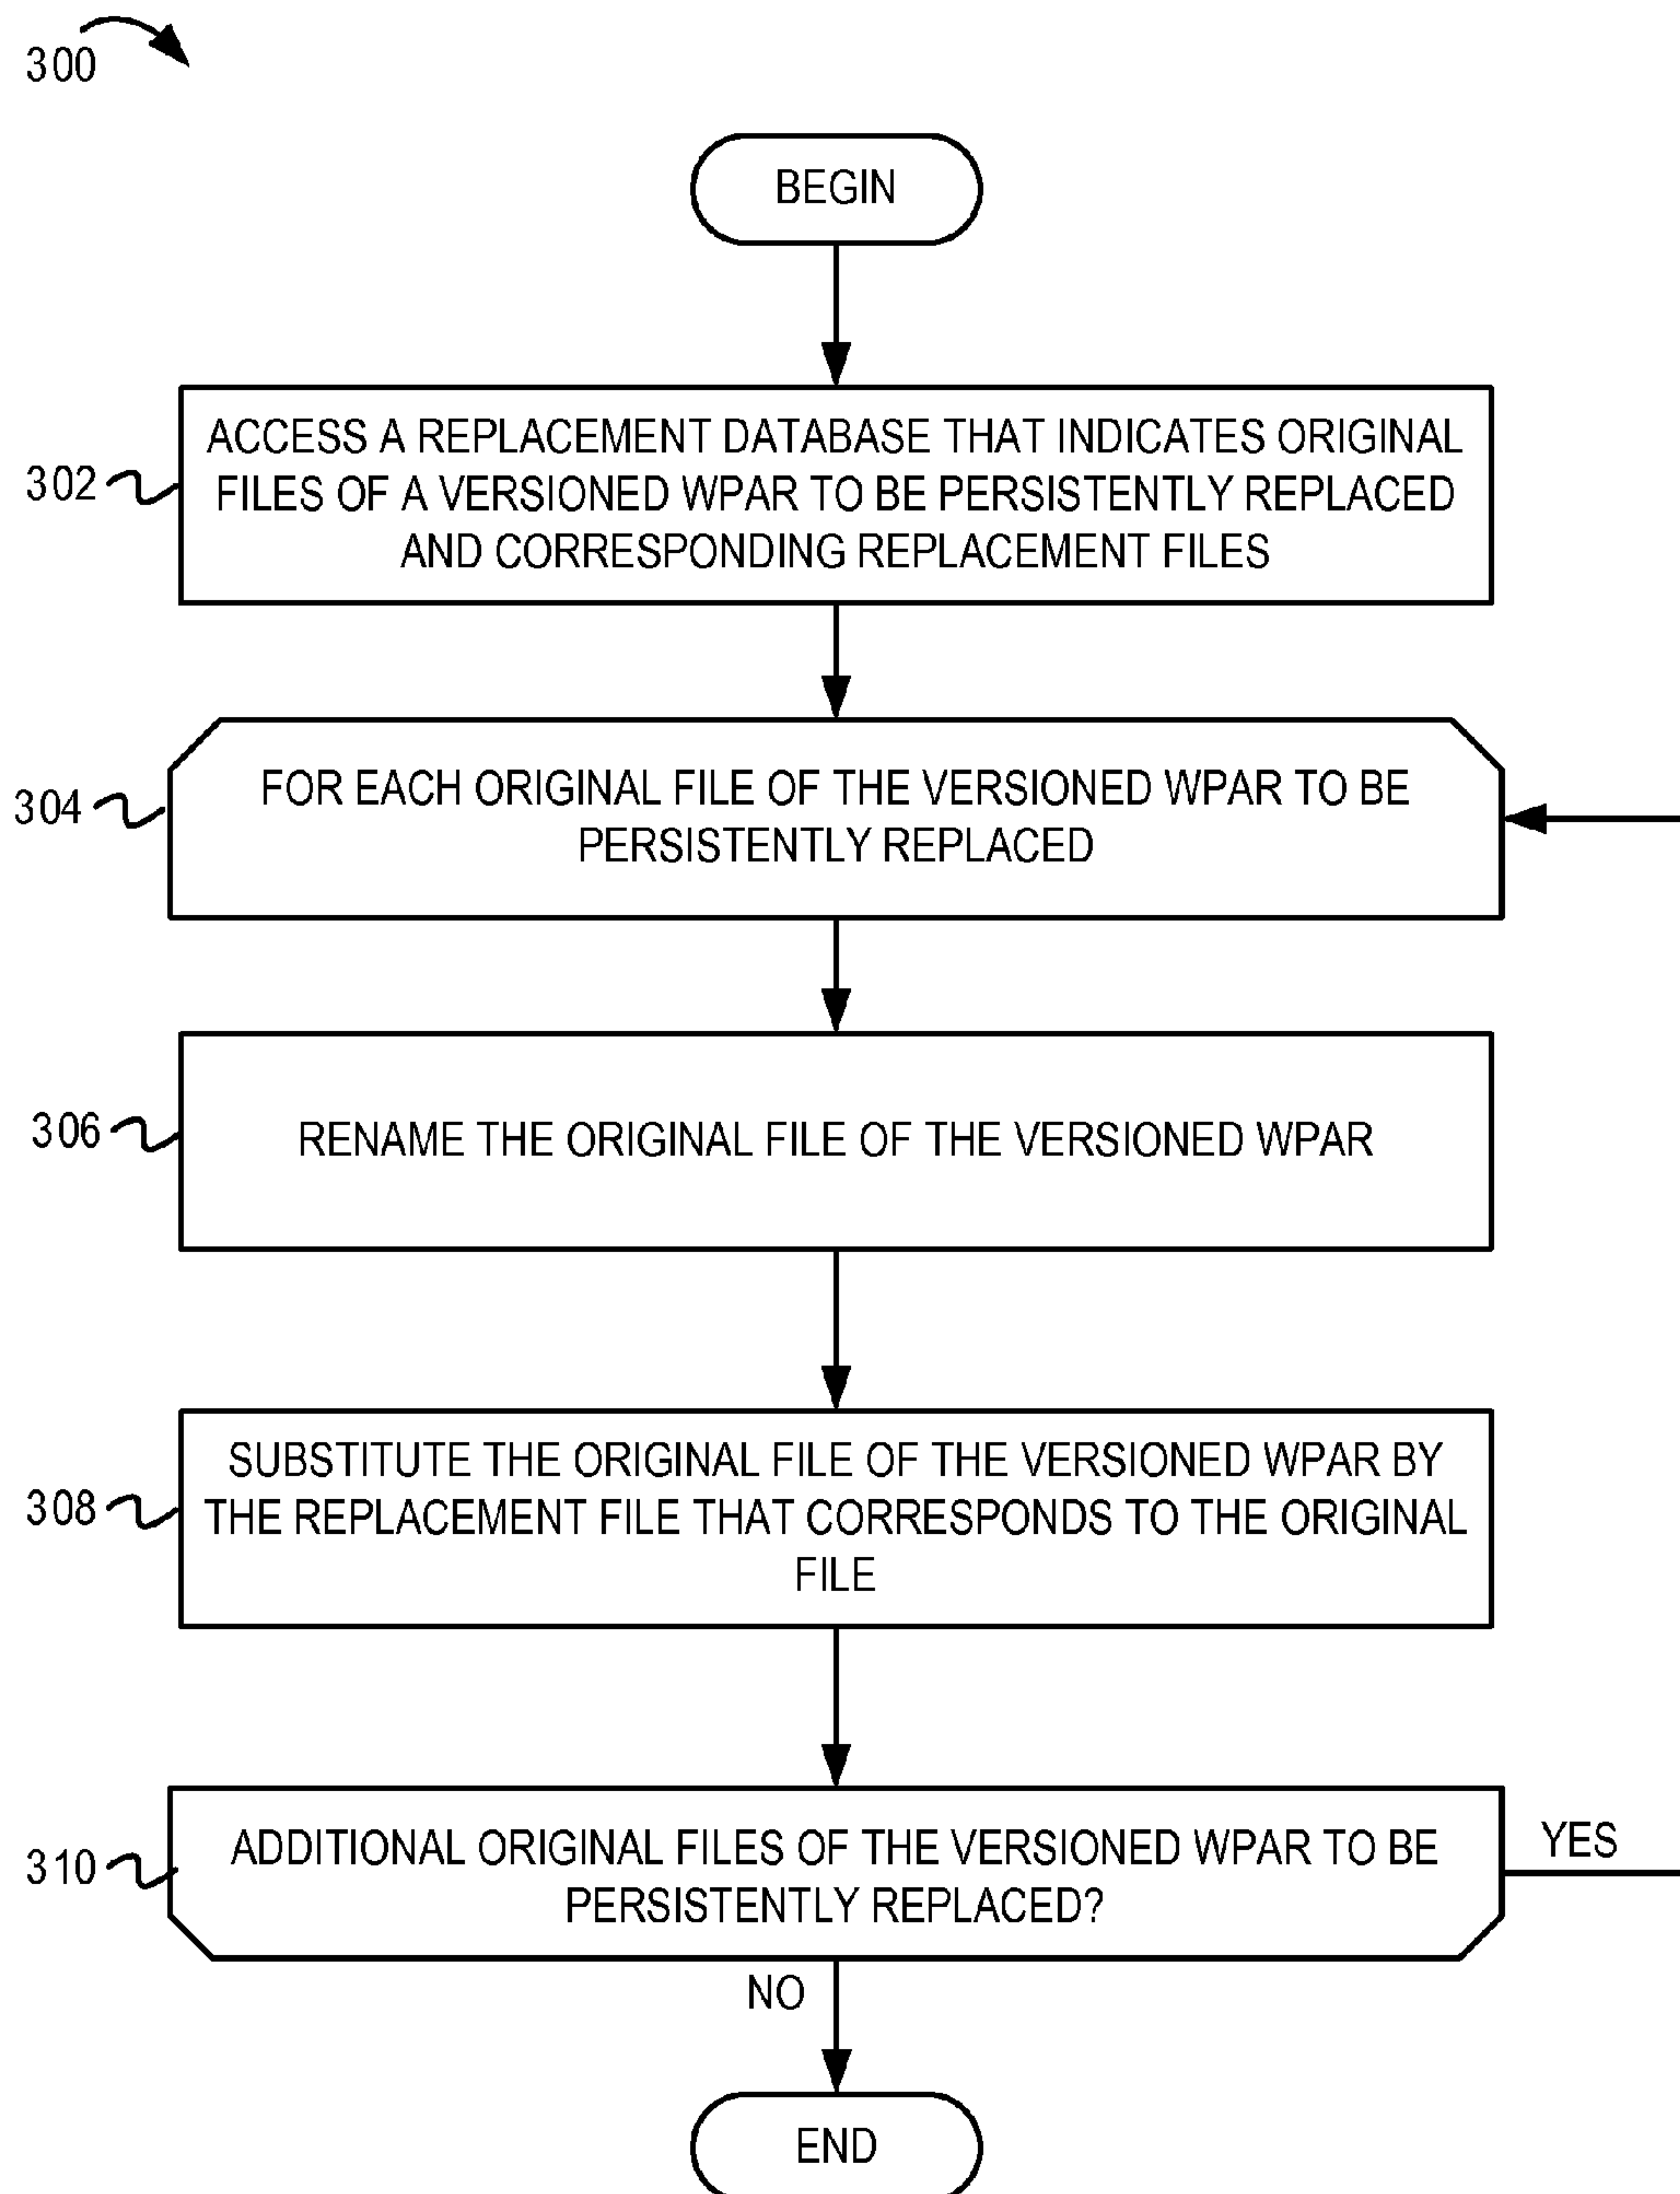 300
BEGIN
302
ACCESS A REPLACEMENT DATABASE THAT INDICATES ORIGINAL
FILES OF A VERSIONED WPAR TO BE PERSISTENTLY REPLACED
AND CORRESPONDING REPLACEMENT FILES
304
FOR EACH ORIGINAL FILE OF THE VERSIONED WPAR TO BE
PERSISTENTLY REPLACED
306
RENAME THE ORIGINAL FILE OF THE VERSIONED WPAR
308
SUBSTITUTE THE ORIGINAL FILE OF THE VERSIONED WPAR BY
THE REPLACEMENT FILE THAT CORRESPONDS TO THE ORIGINAL
FILE
310
ADDITIONAL ORIGINAL FILES OF THE VERSIONED WPAR TO BE
PERSISTENTLY REPLACED?
YES
NO
END